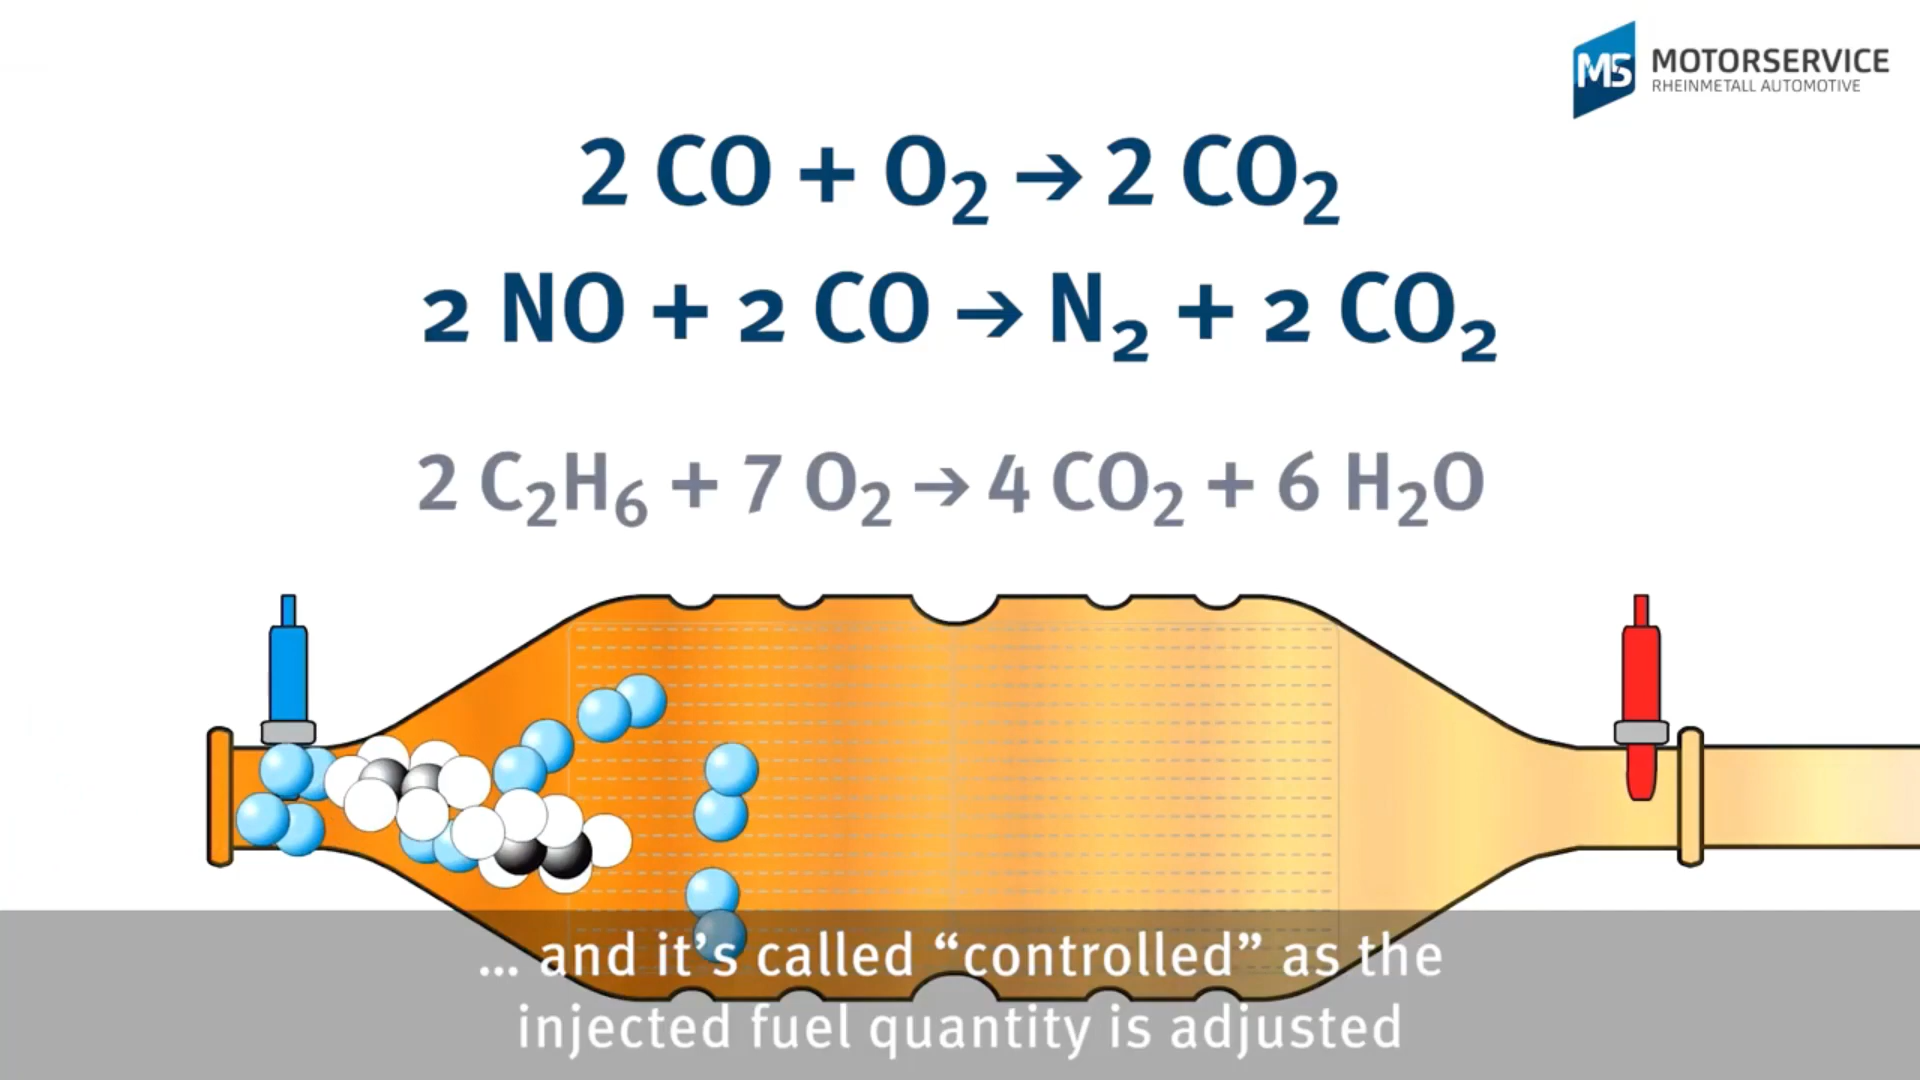 MS MOTORSERVICE
RHEINMETALL AUTOMOTIVE
2 CO + O₂ → 2 CO₂
2 NO + 2 CO → N₂ + 2 CO₂
2 C₂H₆ + 7 O₂ → 4 CO₂ + 6 H₂O
... and it’s called “controlled” as the
injected fuel quantity is adjusted